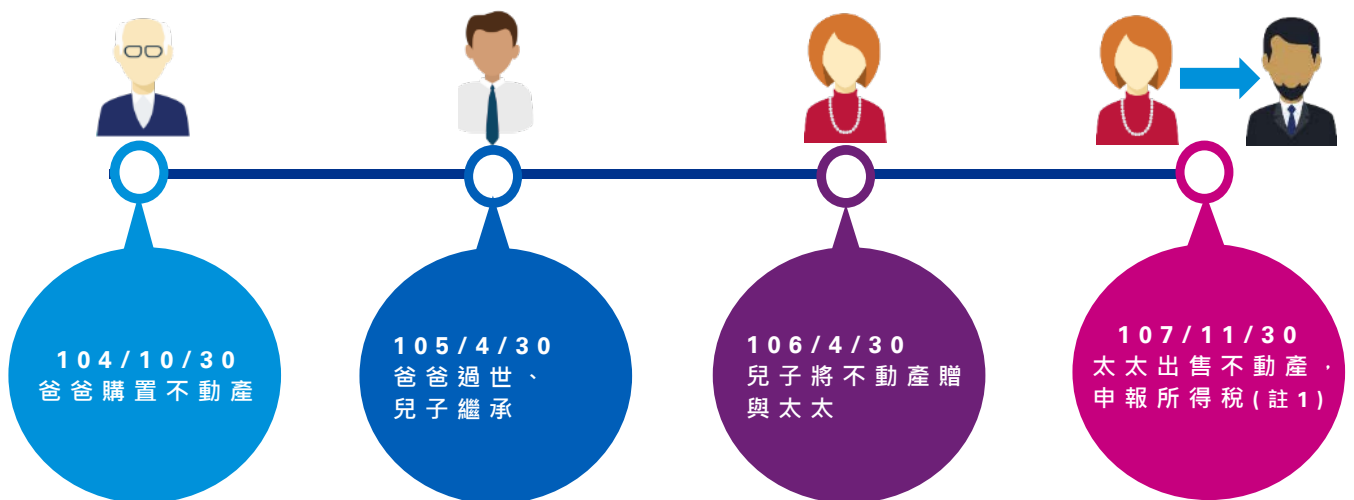 104/10/30
爸爸購置不動產
105/4/30
爸爸過世、
兒子繼承
106/4/30
兒子將不動產贈
與太太
107/11/30
太太出售不動產，
申報所得稅(註1)